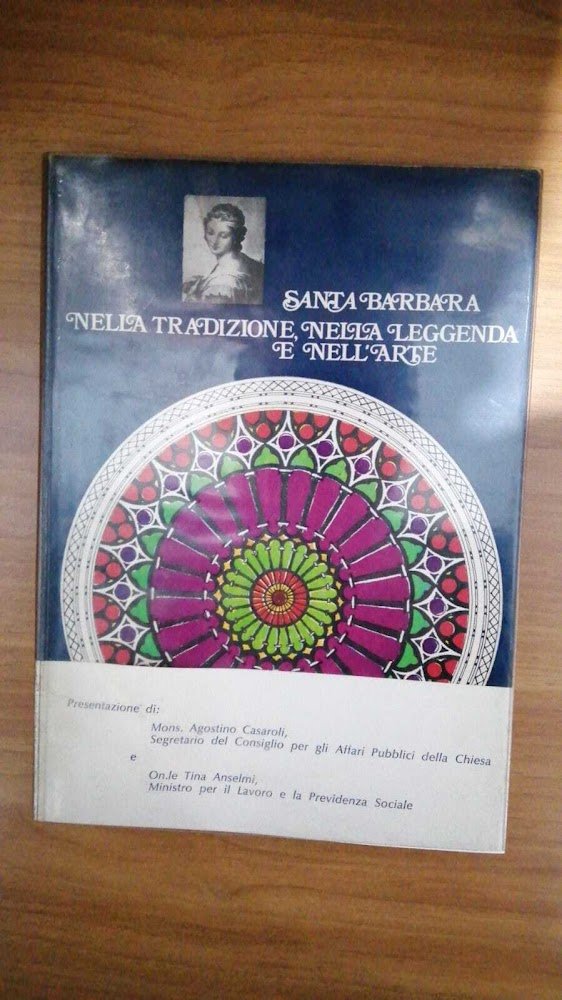 SANTA BARBARA
NELLA TRADIZIONE, NELLA LEGGENDA
E NELL'ARTE
Presentazione di:
Mons. Agostino Casaroli,
Segretario del Consiglio per gli Affari Pubblici della Chiesa
e
On.le Tina Anselmi,
Ministro per il Lavoro e la Previdenza Sociale